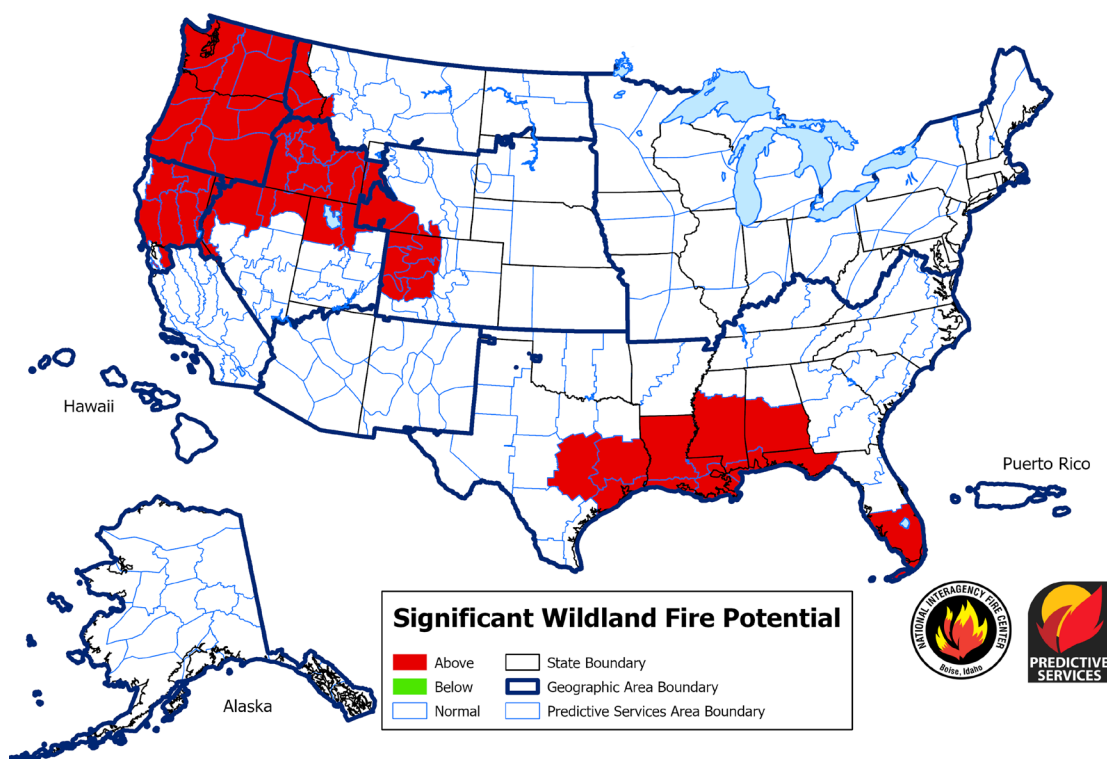 Hawaii
Puerto Rico
Alaska
Significant Wildland Fire Potential
Above
Below
Normal
State Boundary
Geographic Area Boundary
Predictive Services Area Boundary
NATIONAL INTERAGENCY FIRE CENTER
Boise, Idaho
PREDICTIVE
SERVICES